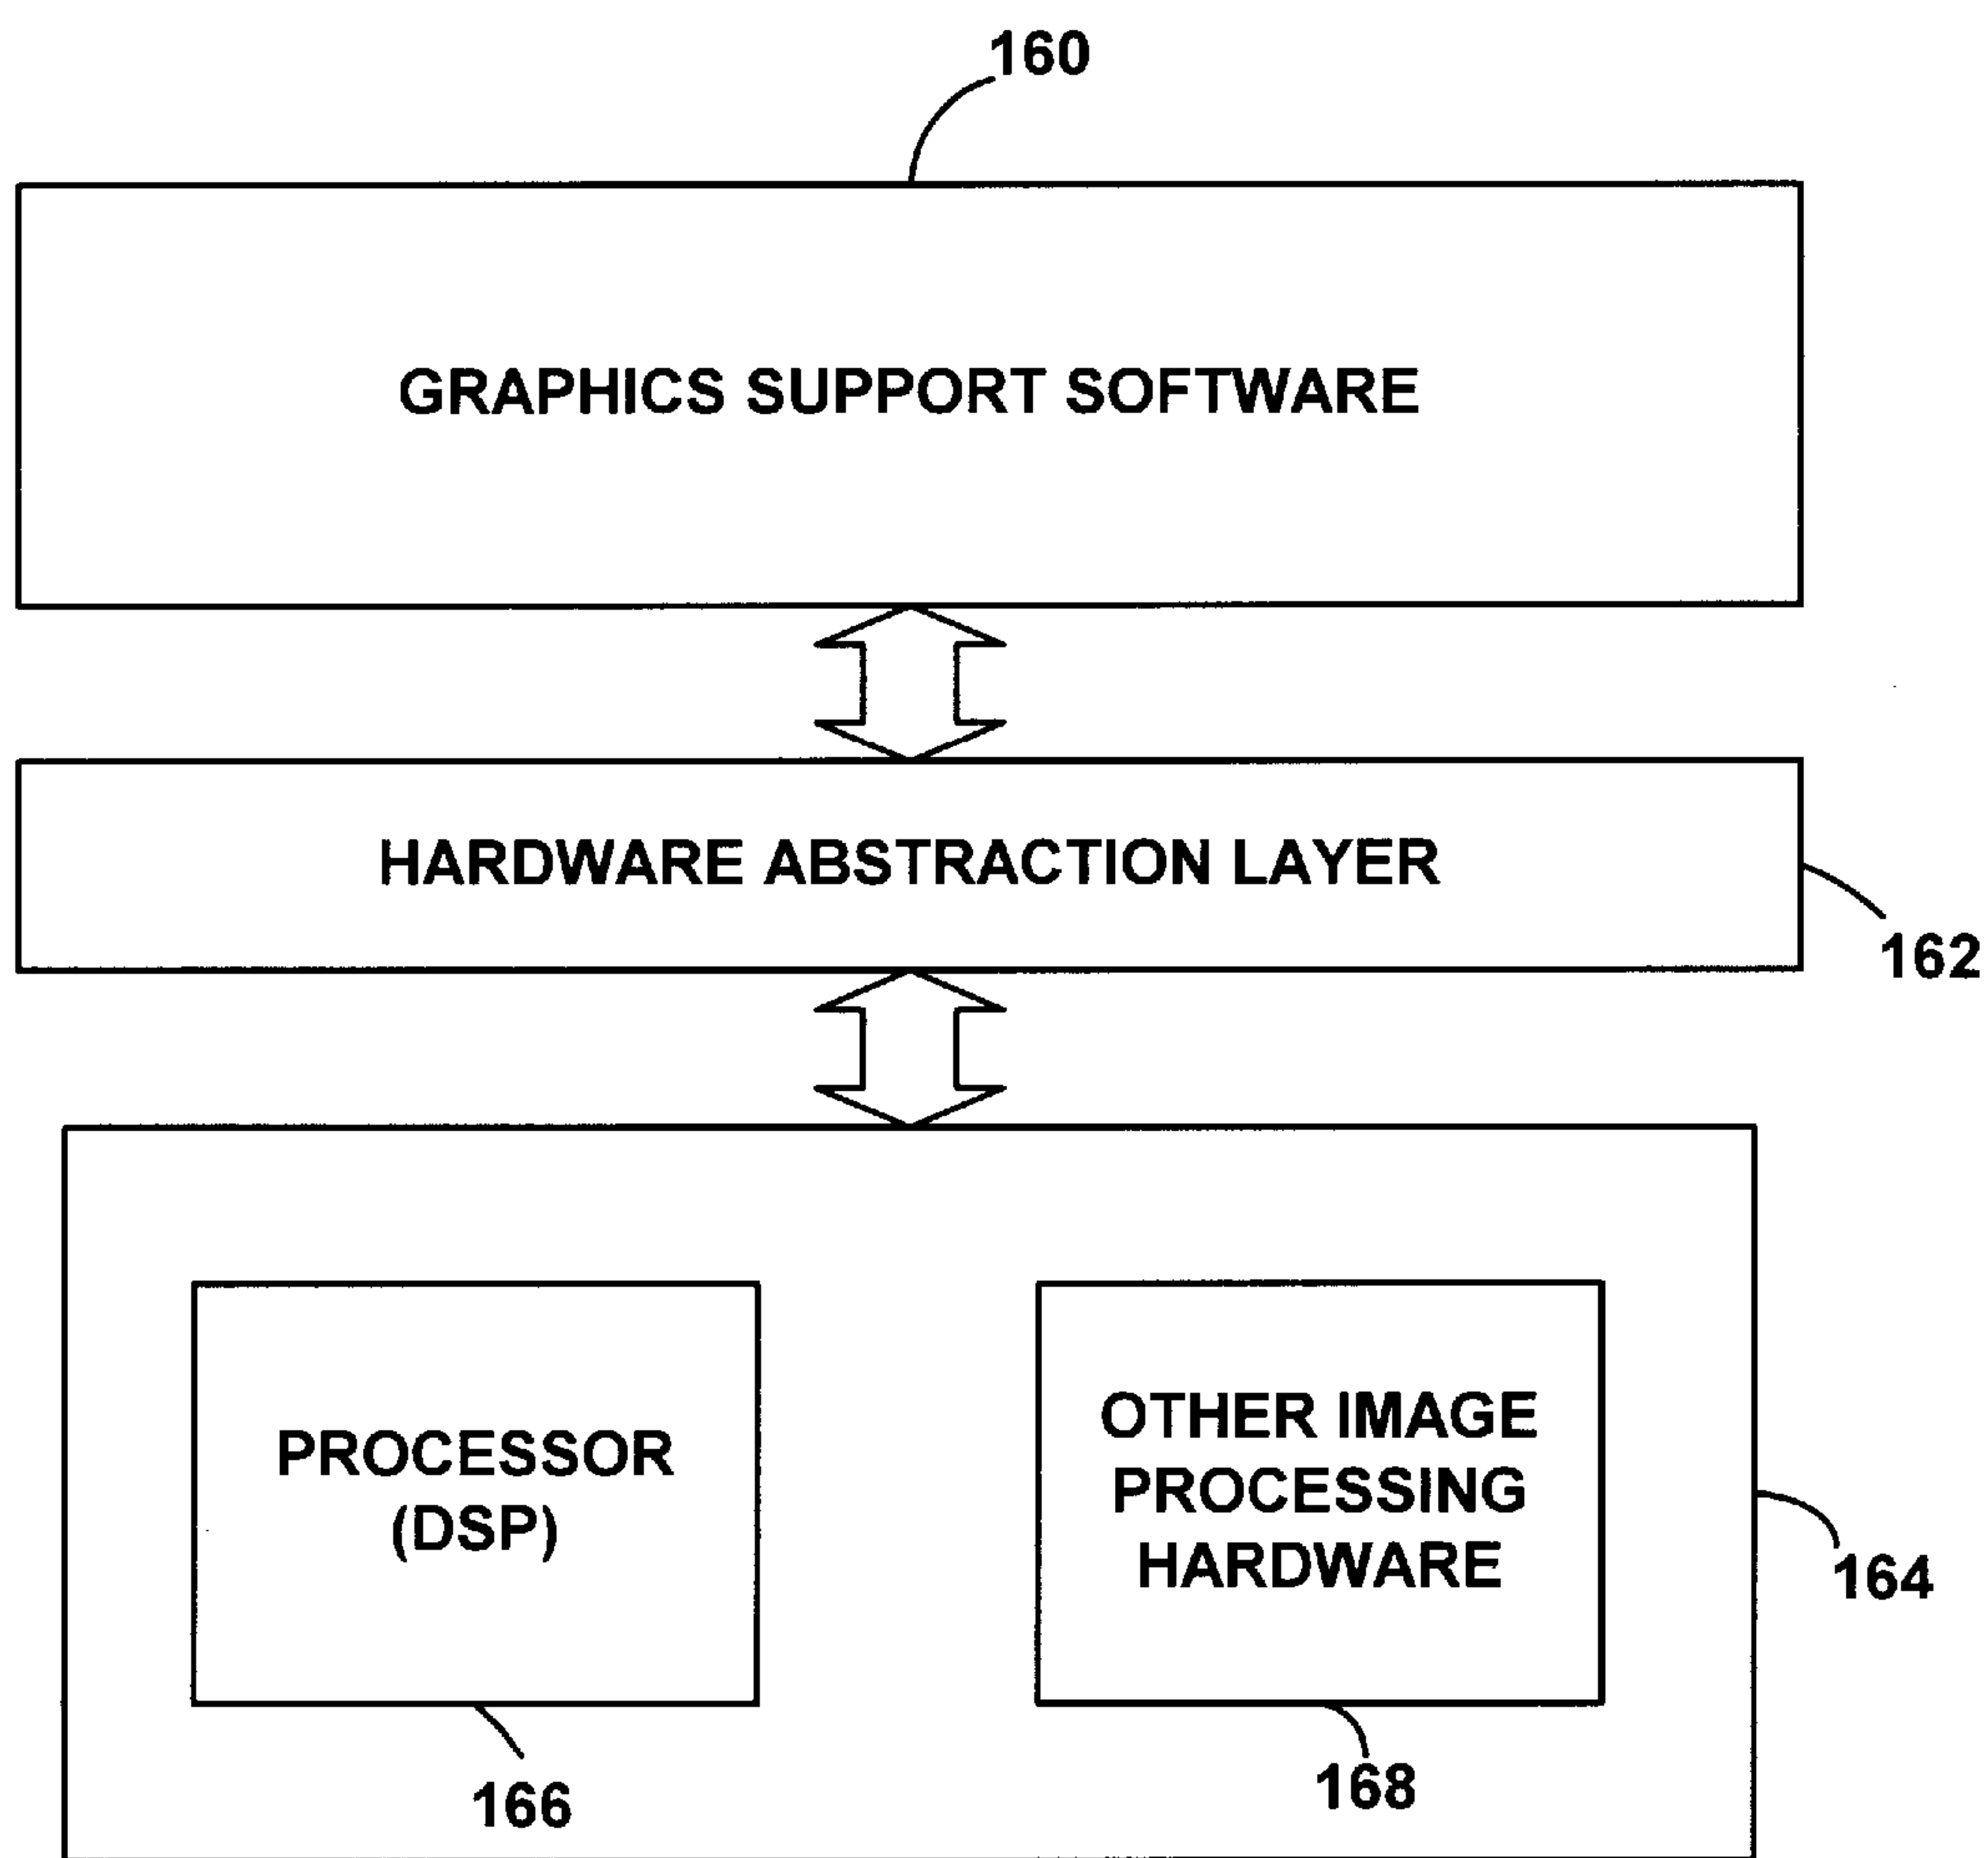 160
GRAPHICS SUPPORT SOFTWARE
HARDWARE ABSTRACTION LAYER
162
PROCESSOR
(DSP)
OTHER IMAGE
PROCESSING
HARDWARE
164
166
168